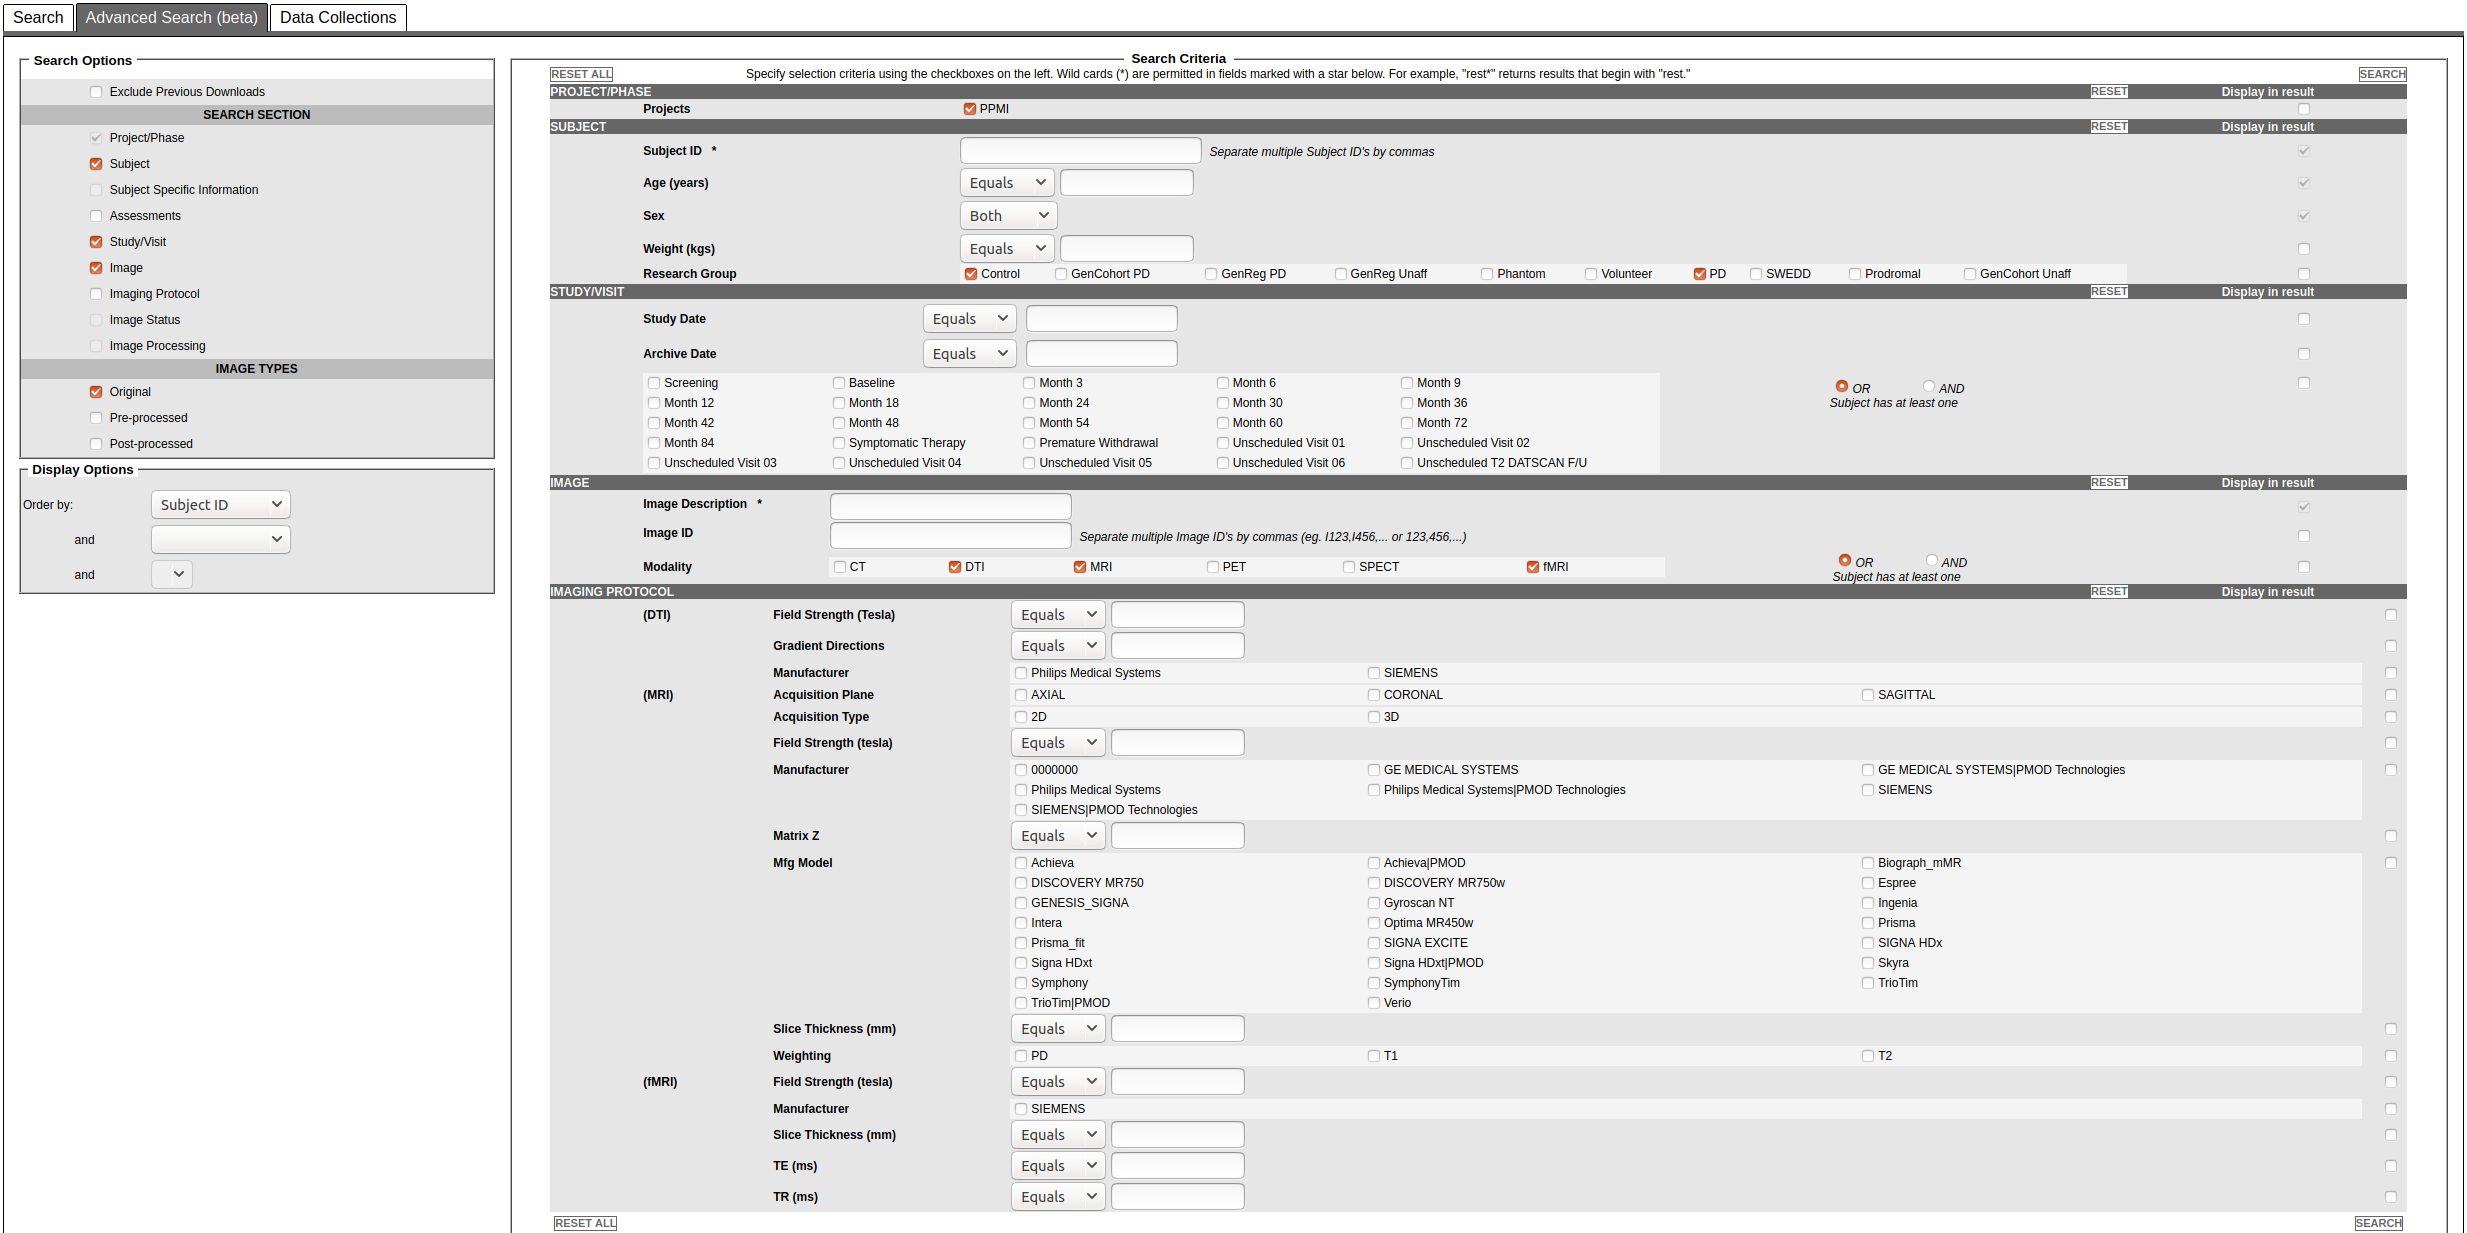 Search Advanced Search (beta) Data Collections
Search Options
Exclude Previous Downloads
SEARCH SECTION
Project/Phase
Subject
Subject Specific Information
Assessments
Study/Visit
Image
Imaging Protocol
Image Status
Image Processing
IMAGE TYPES
Original
Pre-processed
Post-processed
Display Options
Order by: Subject ID
and
and
Search Criteria
RESET ALL Specify selection criteria using the checkboxes on the left. Wild cards (*) are permitted in fields marked with a star below. For example, "rest*" returns results that begin with "rest." SEARCH
PROJECT/PHASE RESET Display in result
Projects PPMI
SUBJECT RESET Display in result
Subject ID * Separate multiple Subject ID's by commas
Age (years) Equals
Sex Both
Weight (kgs) Equals
Research Group Control GenCohort PD GenReg PD GenReg Unaff Phantom Volunteer PD SWEDD Prodromal GenCohort Unaff
STUDY/VISIT RESET Display in result
Study Date Equals
Archive Date Equals
Screening Baseline Month 3 Month 6 Month 9 OR AND
Month 12 Month 18 Month 24 Month 30 Month 36 Subject has at least one
Month 42 Month 48 Month 54 Month 60 Month 72
Month 84 Symptomatic Therapy Premature Withdrawal Unscheduled Visit 01 Unscheduled Visit 02
Unscheduled Visit 03 Unscheduled Visit 04 Unscheduled Visit 05 Unscheduled Visit 06 Unscheduled T2 DATSCAN F/U
IMAGE RESET Display in result
Image Description *
Image ID Separate multiple Image ID's by commas (eg. I123,I456,... or 123,456,...)
Modality CT DTI MRI PET SPECT fMRI OR AND
Subject has at least one
IMAGING PROTOCOL RESET Display in result
(DTI) Field Strength (Tesla) Equals
Gradient Directions Equals
Manufacturer Philips Medical Systems SIEMENS
(MRI) Acquisition Plane AXIAL CORONAL SAGITTAL
Acquisition Type 2D 3D
Field Strength (tesla) Equals
Manufacturer 0000000 GE MEDICAL SYSTEMS GE MEDICAL SYSTEMS|PMOD Technologies
Philips Medical Systems Philips Medical Systems|PMOD Technologies SIEMENS
SIEMENS|PMOD Technologies
Matrix Z Equals
Mfg Model Achieva Achieva|PMOD Biograph_mMR
DISCOVERY MR750 DISCOVERY MR750w Espree
GENESIS_SIGNA Gyroscan NT Ingenia
Intera Optima MR450w Prisma
Prisma_fit SIGNA EXCITE SIGNA HDx
Signa HDxt Signa HDxt|PMOD Skyra
Symphony SymphonyTim TrioTim
TrioTim|PMOD Verio
Slice Thickness (mm) Equals
Weighting PD T1 T2
(fMRI) Field Strength (tesla) Equals
Manufacturer SIEMENS
Slice Thickness (mm) Equals
TE (ms) Equals
TR (ms) Equals
RESET ALL SEARCH